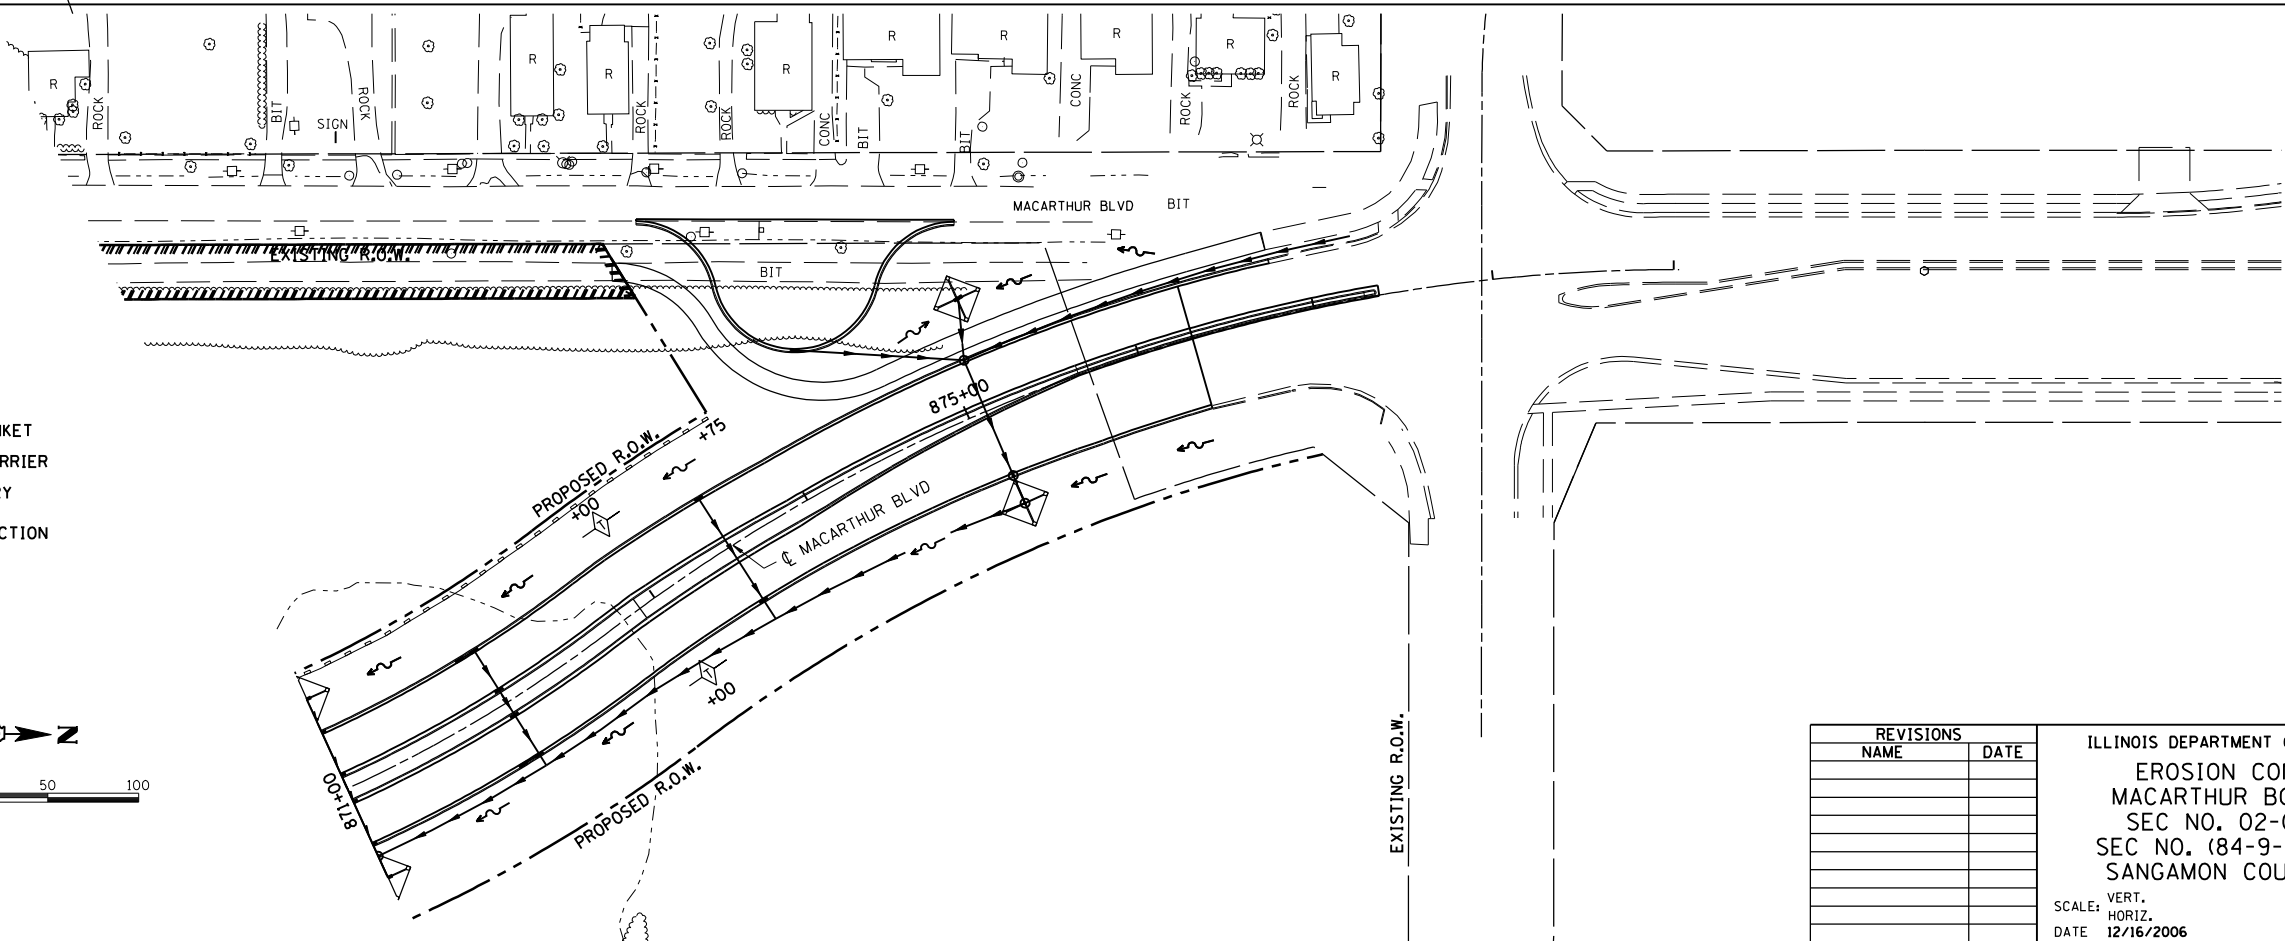 R
R
R
R
R
R
R
R
R
ROCK
BIT
ROCK
SIGN
ROCK
ROCK
CONC
BIT
BIT
CONC
ROCK
ROCK
MACARTHUR BLVD BIT
EXISTING R.O.W.
BIT
875+00
+75
PROPOSED R.O.W.
+00
T
℄ MACARTHUR BLVD
T
+00
PROPOSED R.O.W.
871+00
EXISTING R.O.W.
KET
RRIER
RY
CTION
N
50 100
REVISIONS
NAME DATE
ILLINOIS DEPARTMENT
EROSION CO
MACARTHUR BO
SEC NO. 02-
SEC NO. (84-9-
SANGAMON COU
SCALE: VERT.
HORIZ.
DATE 12/16/2006